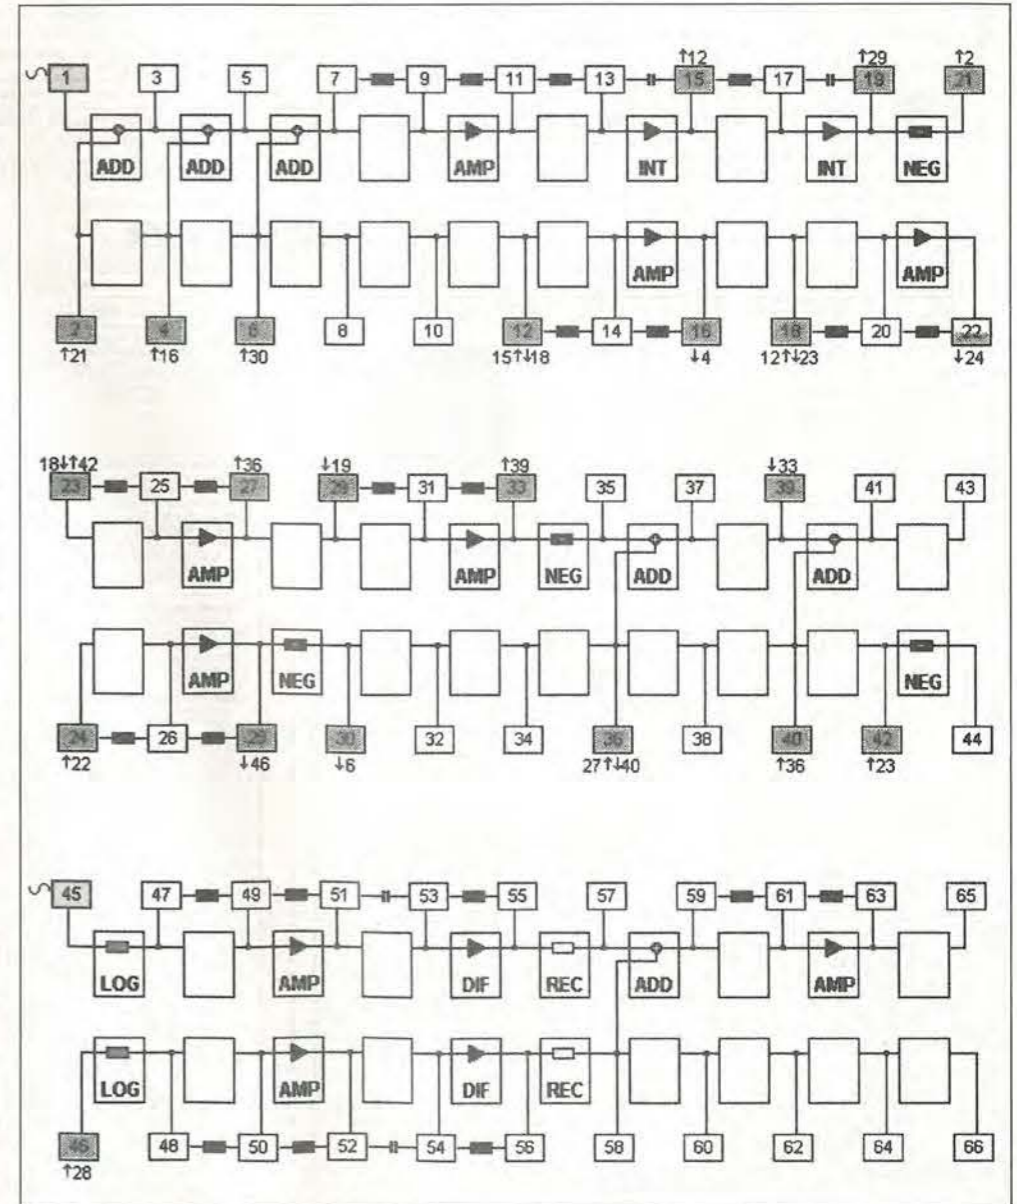 ↑12 ↑29 ↑2
1 3 5 7 9 11 13 15 17 19 21
ADD ADD ADD AMP INT INT NEG
AMP AMP
2 4 6 8 10 12 14 16 18 20 22
↑21 ↑16 ↑30 15↑↓18 ↓4 12↑↓23 ↓24
18↓↑42 ↑36 ↓19 ↑39 ↓33
23 25 27 29 31 33 35 37 39 41 43
AMP AMP NEG ADD ADD
AMP NEG NEG
24 26 30 32 34 36 38 40 42 44
↑22 ↓46 ↓6 27↑↓40 ↑36 ↑23
45 47 49 51 53 55 57 59 61 63 65
LOG AMP DIF REC ADD AMP
LOG AMP DIF REC
46 48 50 52 54 56 58 60 62 64 66
↑28